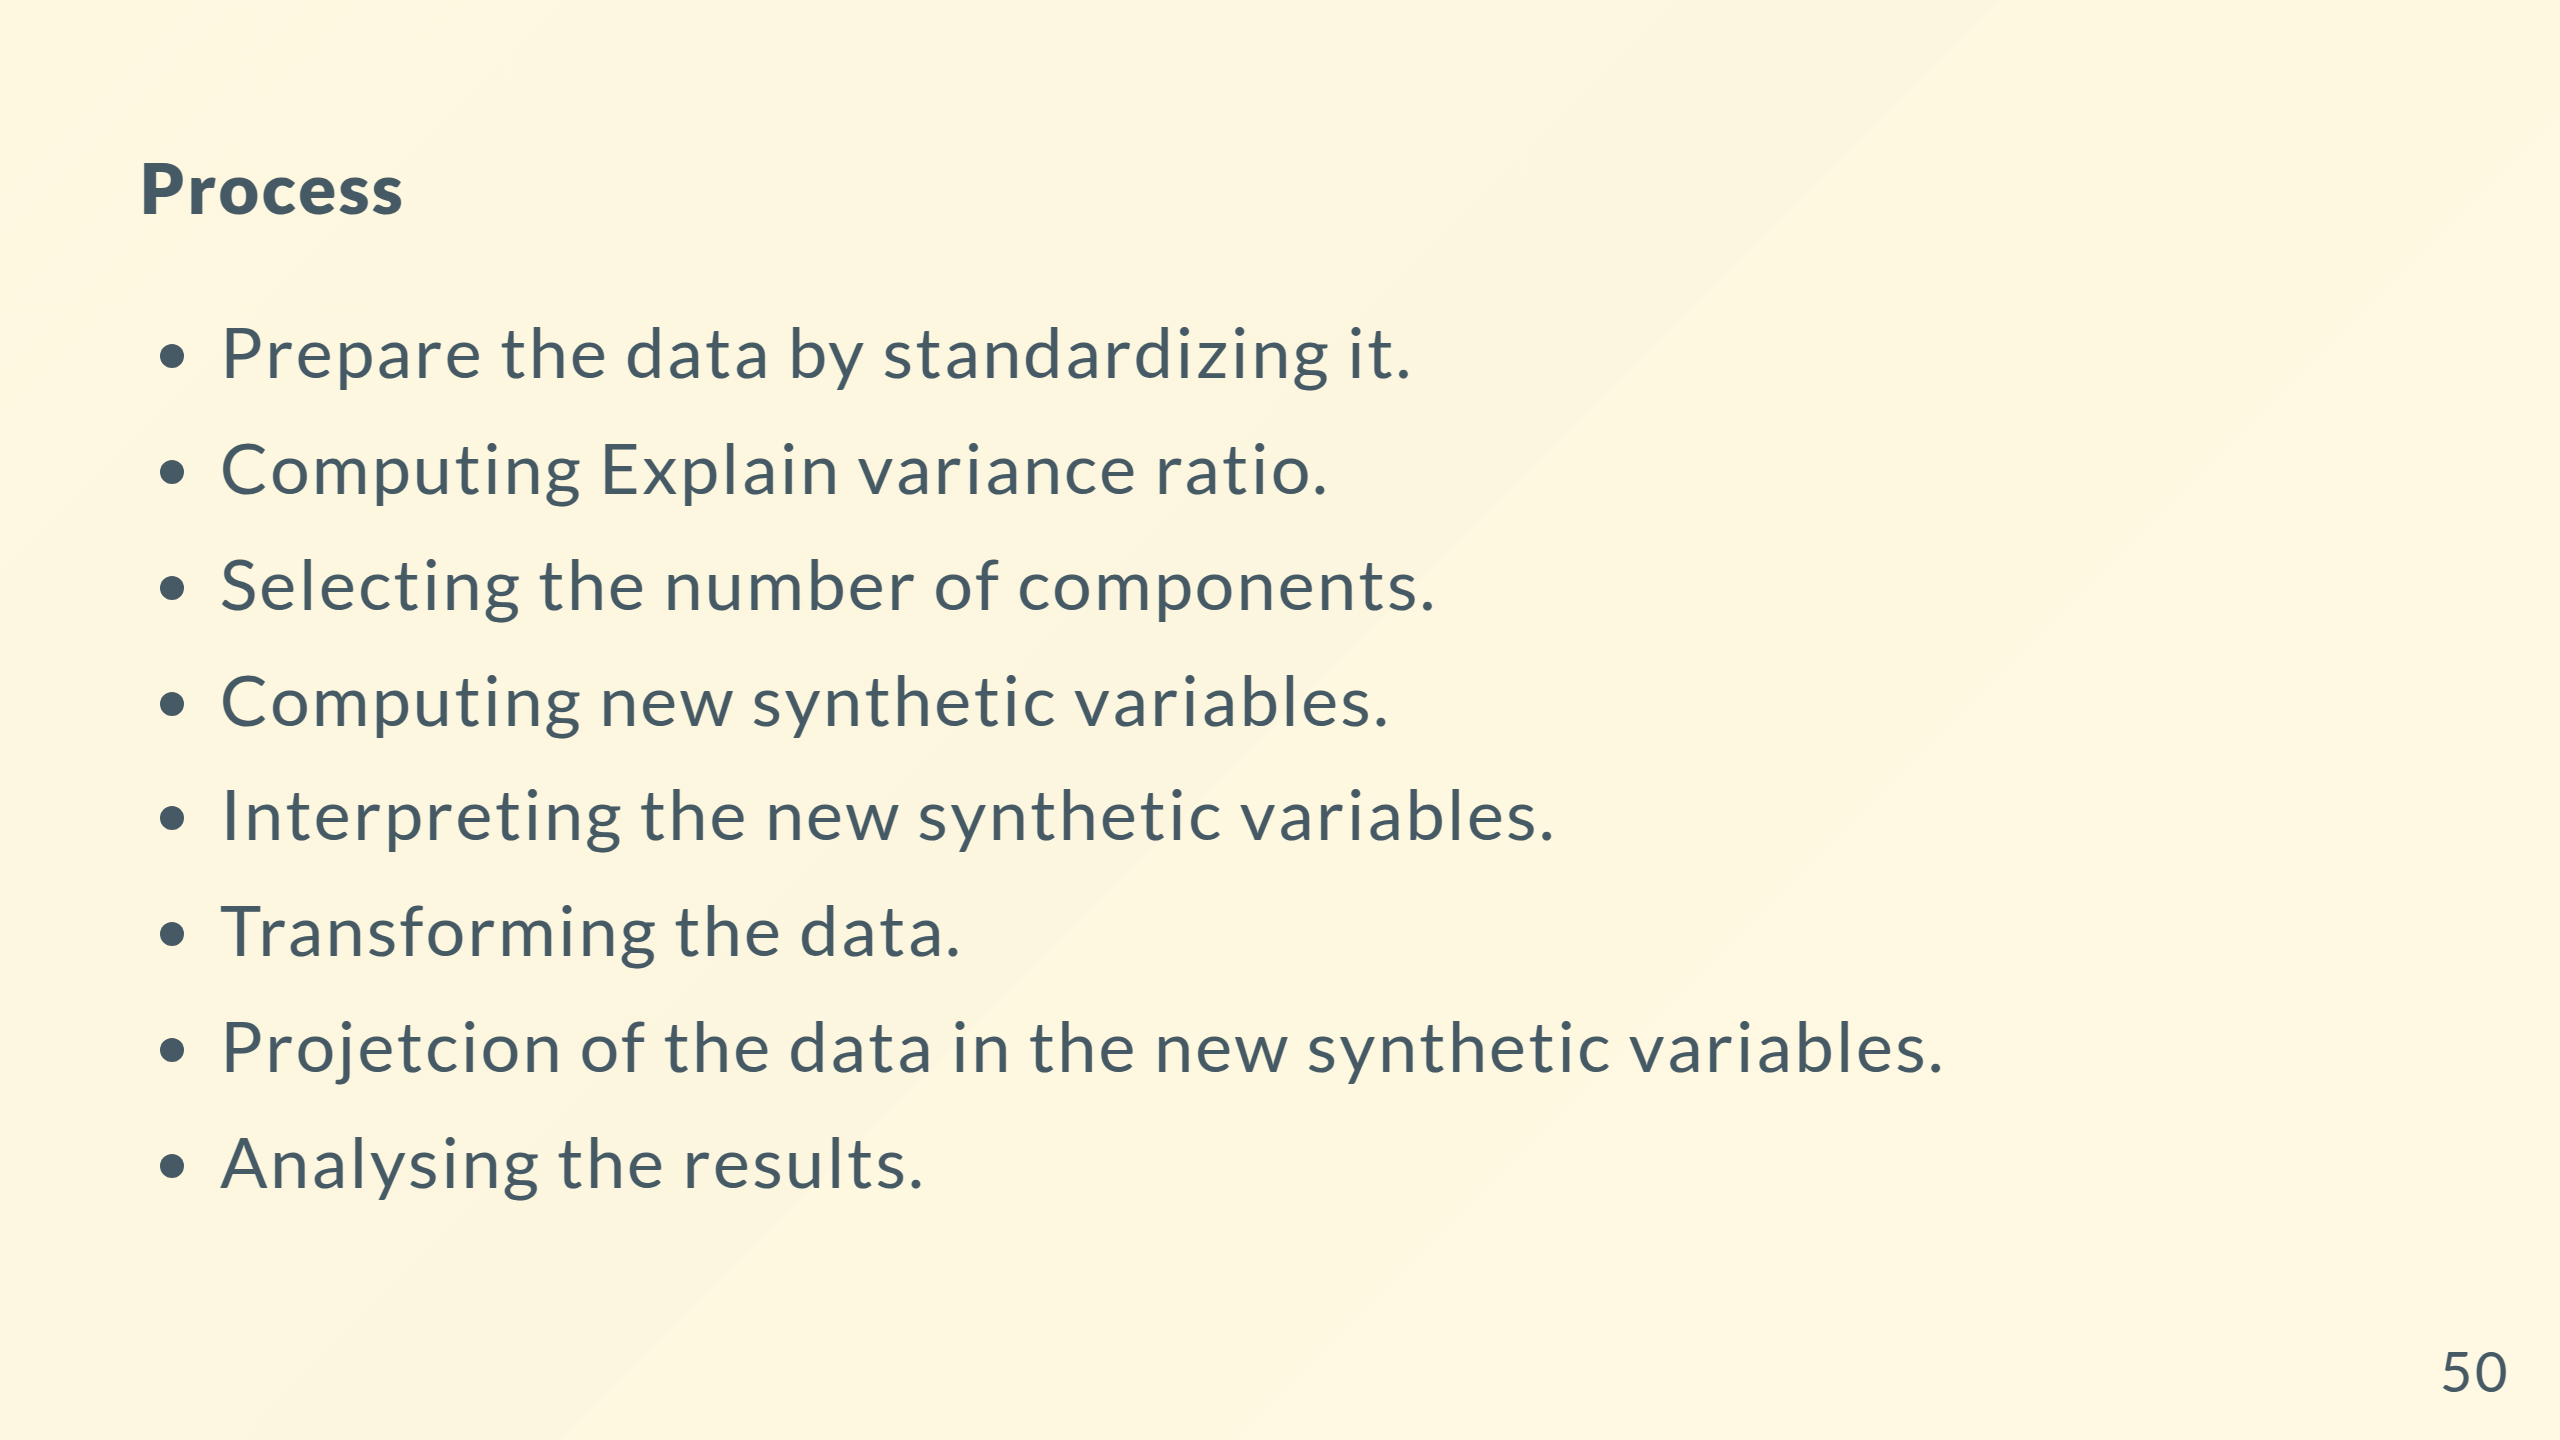 Process
• Prepare the data by standardizing it.
• Computing Explain variance ratio.
• Selecting the number of components.
• Computing new synthetic variables.
• Interpreting the new synthetic variables.
• Transforming the data.
• Projetcion of the data in the new synthetic variables.
• Analysing the results.
50